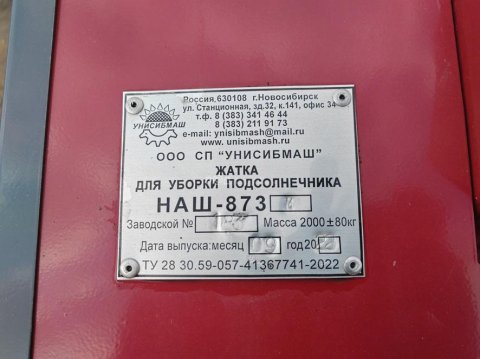 Россия,630108 г.Новосибирск
ул. Станционная, зд.32, к.141, офис 34
т.ф. 8 (383) 341 46 44
8 (383) 211 91 73
e-mail: ynisibmash@mail.ru
www.unisibmash.ru
УНИСИБМАШ
ООО СП "УНИСИБМАШ"
ЖАТКА
ДЛЯ УБОРКИ ПОДСОЛНЕЧНИКА
НАШ-873
Заводской № Масса 2000±80кг
Дата выпуска: месяц 09 год 20
ТУ 28 30.59-057-41367741-2022